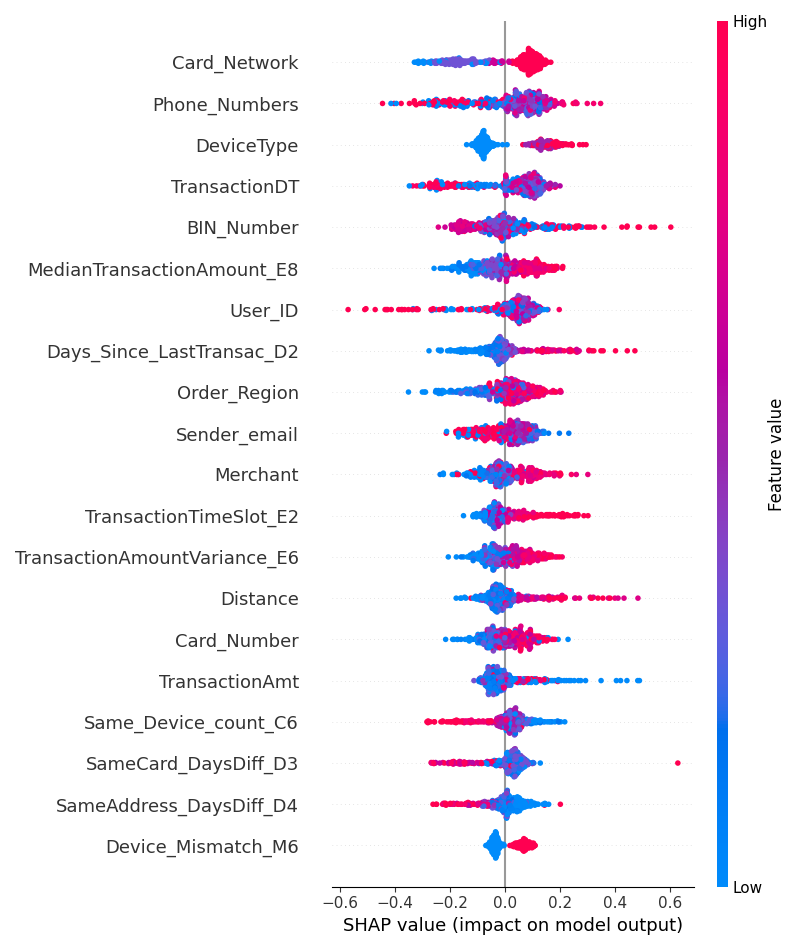 High
Card_Network
Phone_Numbers
DeviceType
TransactionDT
BIN_Number
MedianTransactionAmount_E8
User_ID
Days_Since_LastTransac_D2
Order_Region
Sender_email
Merchant
TransactionTimeSlot_E2
TransactionAmountVariance_E6
Distance
Card_Number
TransactionAmt
Same_Device_count_C6
SameCard_DaysDiff_D3
SameAddress_DaysDiff_D4
Device_Mismatch_M6
Feature value
Low
−0.6 −0.4 −0.2 0.0 0.2 0.4 0.6
SHAP value (impact on model output)